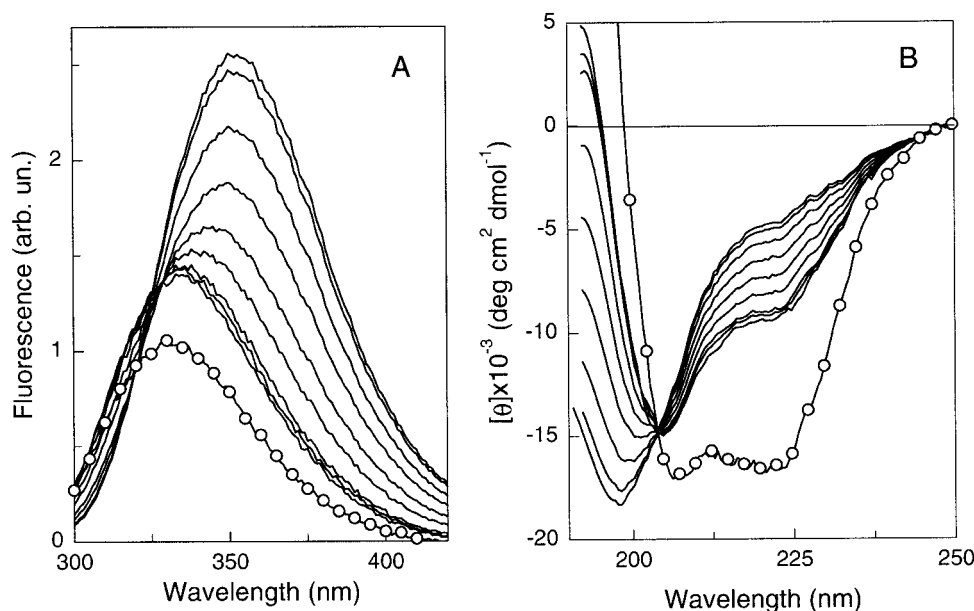 A
2
1
0
Fluorescence (arb. un.)
300
350
400
Wavelength (nm)
B
5
0
-5
-10
-15
-20
[θ]x10⁻³ (deg cm² dmol⁻¹)
200
225
250
Wavelength (nm)